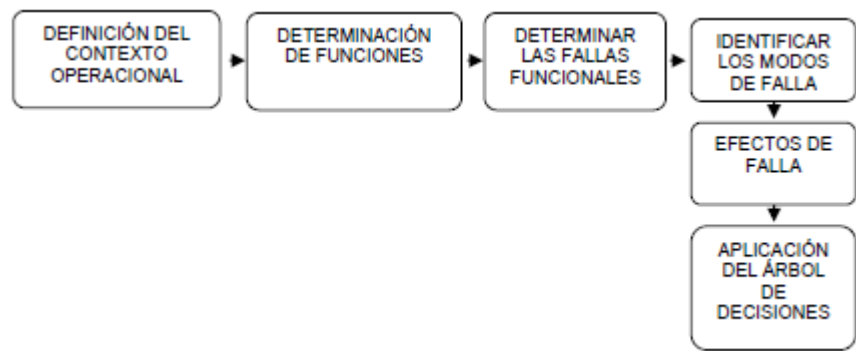 DEFINICIÓN DEL
CONTEXTO
OPERACIONAL
DETERMINACIÓN
DE FUNCIONES
DETERMINAR
LAS FALLAS
FUNCIONALES
IDENTIFICAR
LOS MODOS
DE FALLA
EFECTOS DE
FALLA
APLICACIÓN
DEL ÁRBOL
DE
DECISIONES